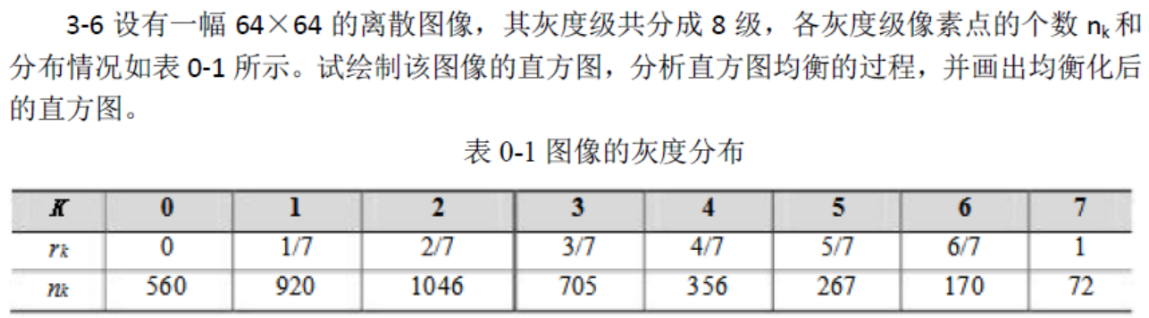 3-6 设有一幅 64×64 的离散图像，其灰度级共分成 8 级，各灰度级像素点的个数 nk 和
分布情况如表 0-1 所示。试绘制该图像的直方图，分析直方图均衡的过程，并画出均衡化后
的直方图。
表 0-1 图像的灰度分布
K 0 1 2 3 4 5 6 7
rk 0 1/7 2/7 3/7 4/7 5/7 6/7 1
nk 560 920 1046 705 356 267 170 72